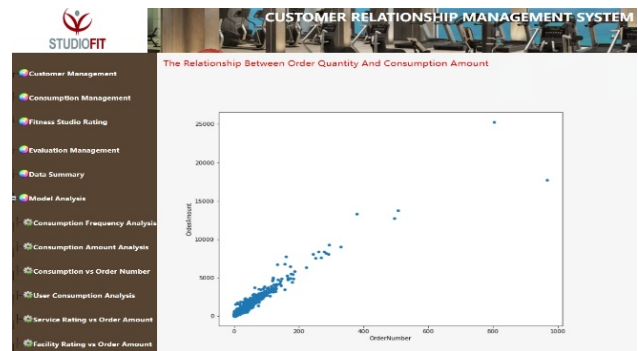 STUDIOFIT
CUSTOMER RELATIONSHIP MANAGEMENT SYSTEM
The Relationship Between Order Quantity And Consumption Amount
Customer Management
Consumption Management
Fitness Studio Rating
Evaluation Management
Data Summary
Model Analysis
Consumption Frequency Analysis
Consumption Amount Analysis
Consumption vs Order Number
User Consumption Analysis
Service Rating vs Order Amount
Facility Rating vs Order Amount
25000
20000
15000
10000
5000
0
OrderAmount
0 200 400 600 800 1000
OrderNumber